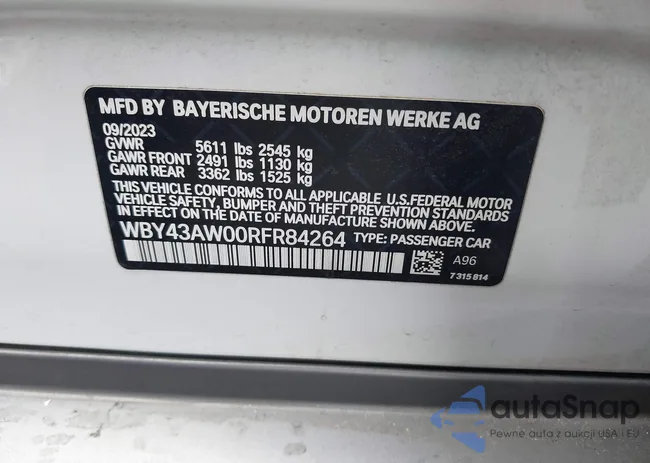 MFD BY BAYERISCHE MOTOREN WERKE AG
09/2023
GVWR 5611 lbs 2545 kg
GAWR FRONT 2491 lbs 1130 kg
GAWR REAR 3362 lbs 1525 kg
THIS VEHICLE CONFORMS TO ALL APPLICABLE U.S.FEDERAL MOTOR
VEHICLE SAFETY, BUMPER AND THEFT PREVENTION STANDARDS
IN EFFECT ON THE DATE OF MANUFACTURE SHOWN ABOVE.
WBY43AW00RFR84264 TYPE: PASSENGER CAR
A96
7315814
autoSnap
Pewne auta z aukcji USA i EU